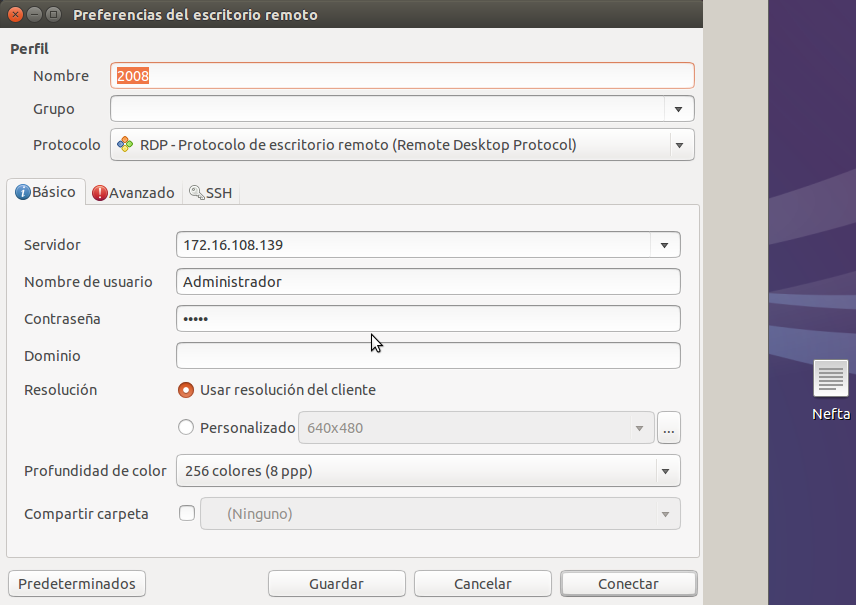 Preferencias del escritorio remoto
Perfil
Nombre 2008
Grupo
Protocolo RDP - Protocolo de escritorio remoto (Remote Desktop Protocol)
Básico Avanzado SSH
Servidor 172.16.108.139
Nombre de usuario Administrador
Contraseña •••••
Dominio
Resolución Usar resolución del cliente
Personalizado 640x480 ...
Profundidad de color 256 colores (8 ppp)
Compartir carpeta (Ninguno)
Predeterminados Guardar Cancelar Conectar
Nefta